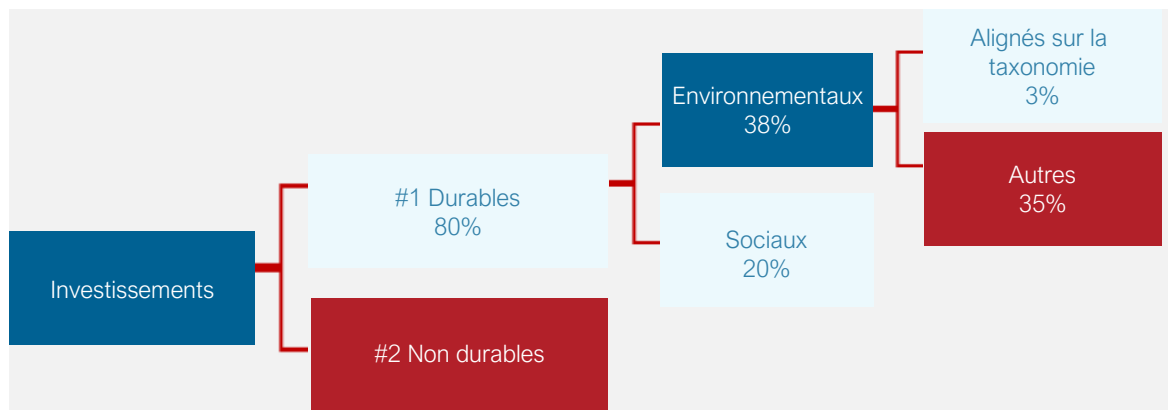 Investissements
#1 Durables
80%
#2 Non durables
Environnementaux
38%
Sociaux
20%
Alignés sur la
taxonomie
3%
Autres
35%